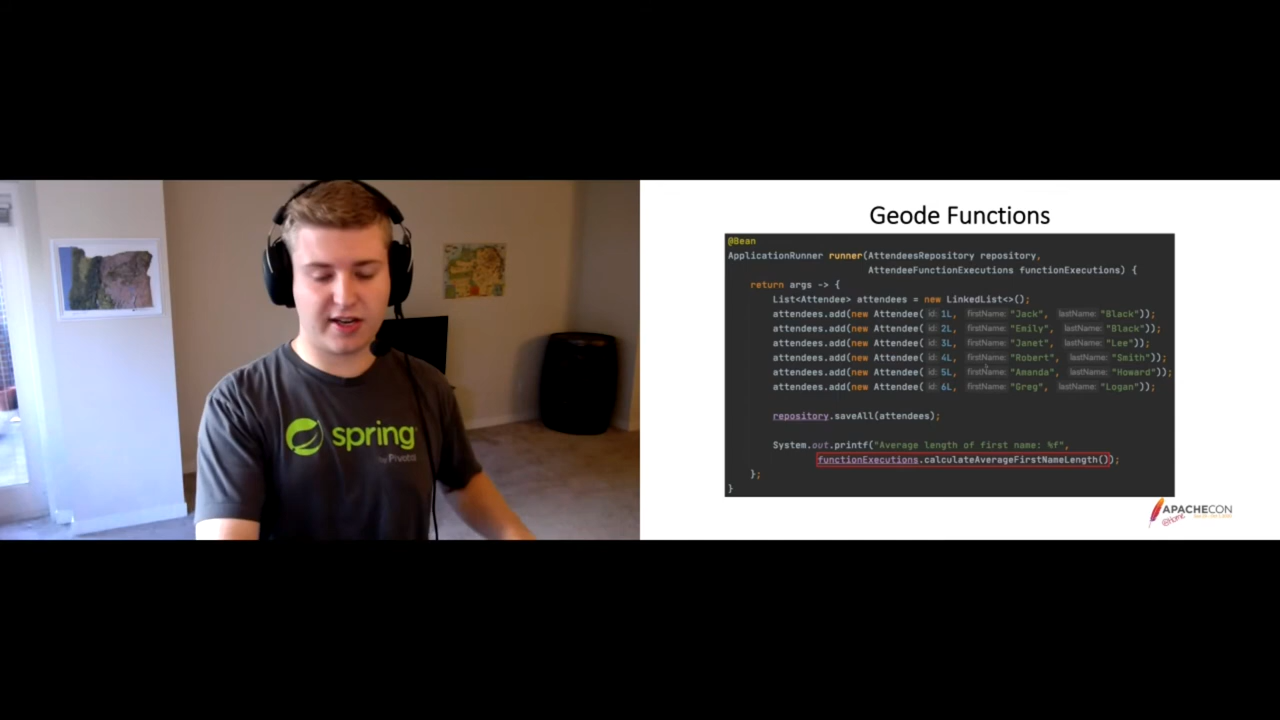 spring
by Pivotal
Geode Functions
@Bean
ApplicationRunner runner(AttendeesRepository repository,
AttendeeFunctionExecutions functionExecutions) {
return args -> {
List<Attendee> attendees = new LinkedList<>();
attendees.add(new Attendee( id: 1L, firstName: "Jack", lastName: "Black"));
attendees.add(new Attendee( id: 2L, firstName: "Emily", lastName: "Black"));
attendees.add(new Attendee( id: 3L, firstName: "Janet", lastName: "Lee"));
attendees.add(new Attendee( id: 4L, firstName: "Robert", lastName: "Smith"));
attendees.add(new Attendee( id: 5L, firstName: "Amanda", lastName: "Howard"));
attendees.add(new Attendee( id: 6L, firstName: "Greg", lastName: "Logan"));
repository.saveAll(attendees);
System.out.printf("Average length of first name: %f",
functionExecutions.calculateAverageFirstNameLength());
};
}
APACHECON
@Home